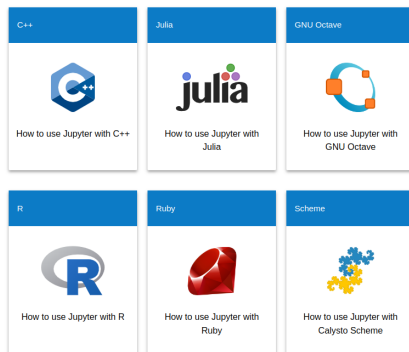 C++
Julia
GNU Octave
C++
julia
How to use Jupyter with C++
How to use Jupyter with
Julia
How to use Jupyter with
GNU Octave
R
Ruby
Scheme
R
How to use Jupyter with R
How to use Jupyter with
Ruby
How to use Jupyter with
Calysto Scheme